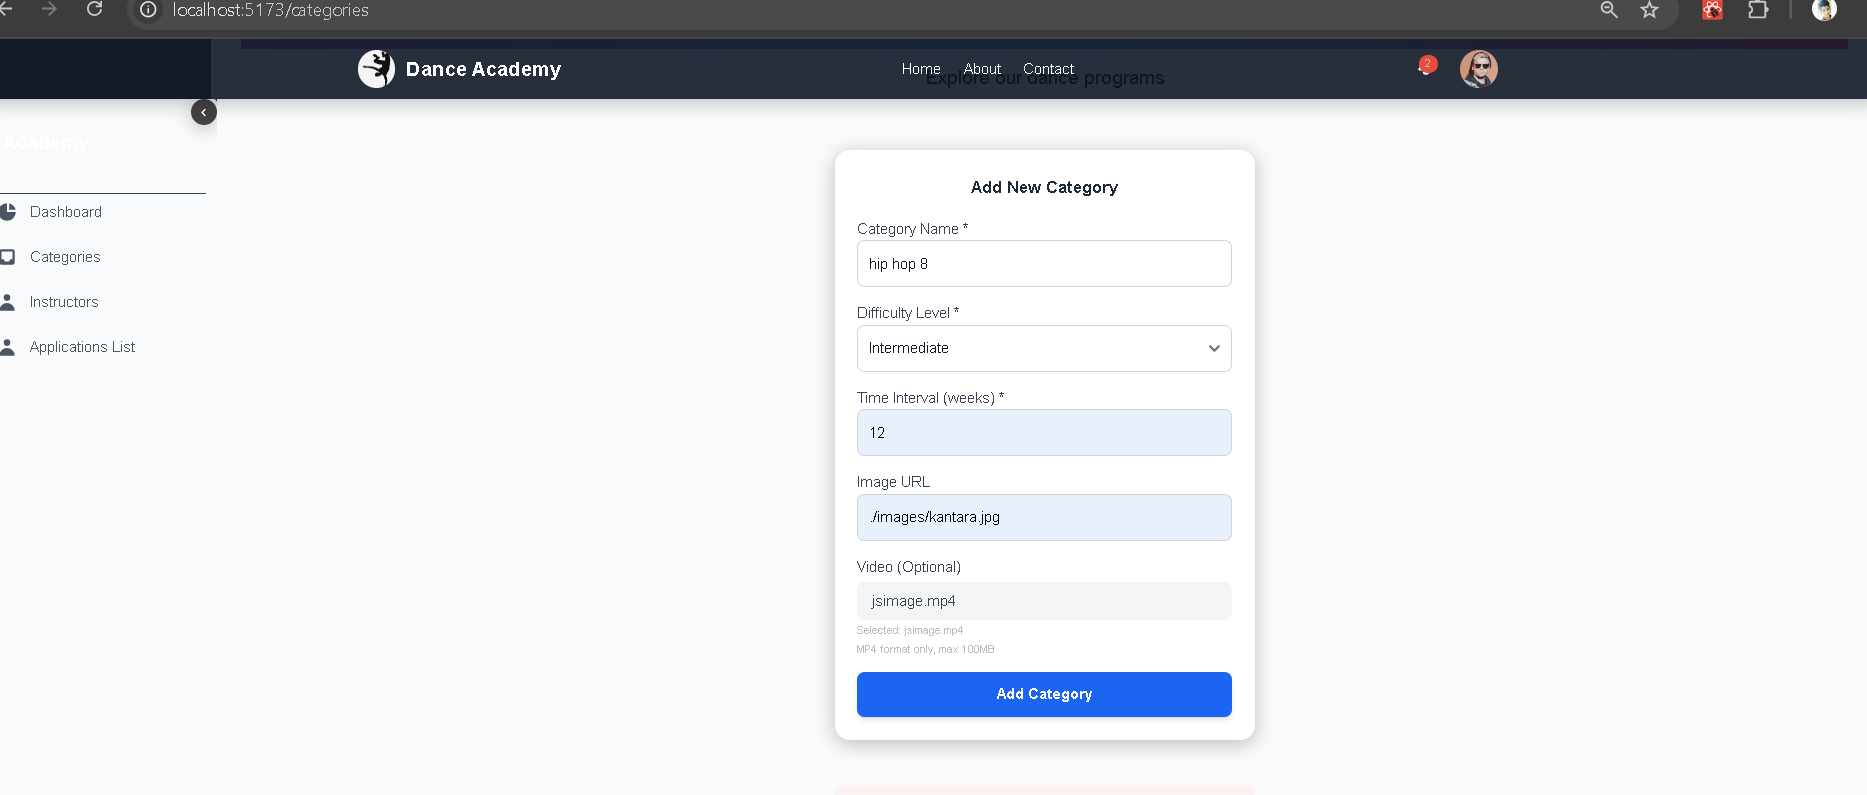 localhost:5173/categories
Dance Academy
Home About Contact
2
Explore our dance programs
Academy
Dashboard
Categories
Instructors
Applications List
Add New Category
Category Name *
hip hop 8
Difficulty Level *
Intermediate
Time Interval (weeks) *
12
Image URL
./images/kantara.jpg
Video (Optional)
jsimage.mp4
Selected: jsimage.mp4
MP4 format only, max 100MB
Add Category